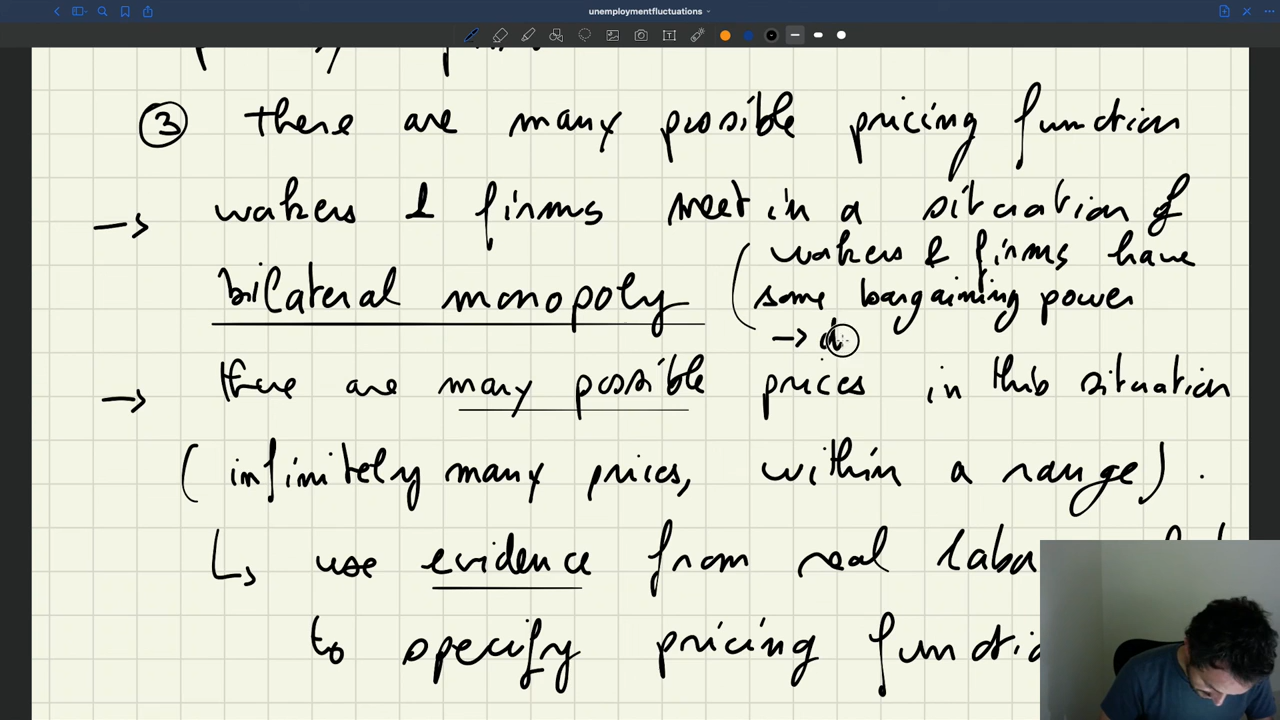 unemploymentfluctuations
③ there are many possible pricing function
→ workers & firms meet in a situation of
bilateral monopoly
(workers & firms have
some bargaining power
→
→ there are many possible prices in this situation
(infinitely many prices, within a range).
↳ use evidence from real
to specify pricing